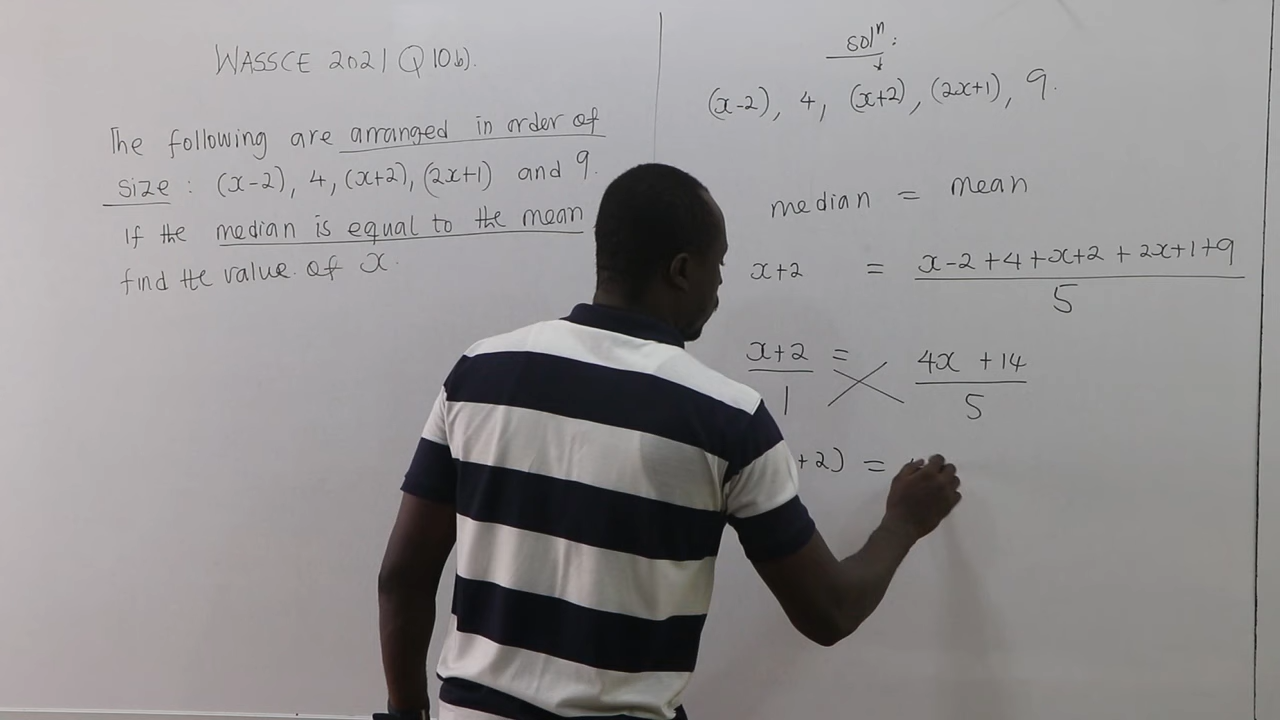 WASSCE 2021 Q10b).
The following are arranged in order of
size : (x-2), 4, (x+2), (2x+1) and 9.
If the median is equal to the mean
find the value of x.
solⁿ:
(x-2), 4, (x+2), (2x+1), 9.
median = mean
x+2 = x-2+4+x+2+2x+1+9
5
x+2 = 4x +14
1 5
+2) =